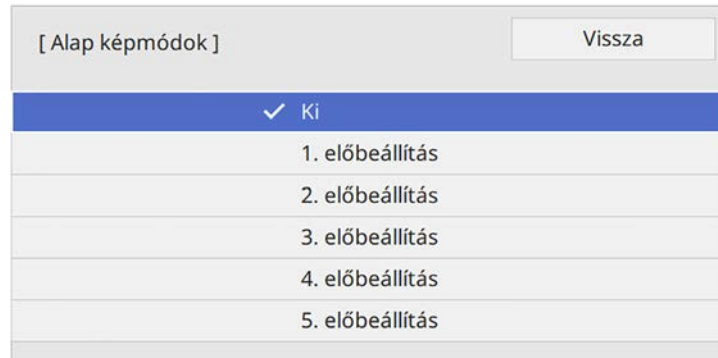 [ Alap képmódok ]
Vissza
Ki
1. előbeállítás
2. előbeállítás
3. előbeállítás
4. előbeállítás
5. előbeállítás